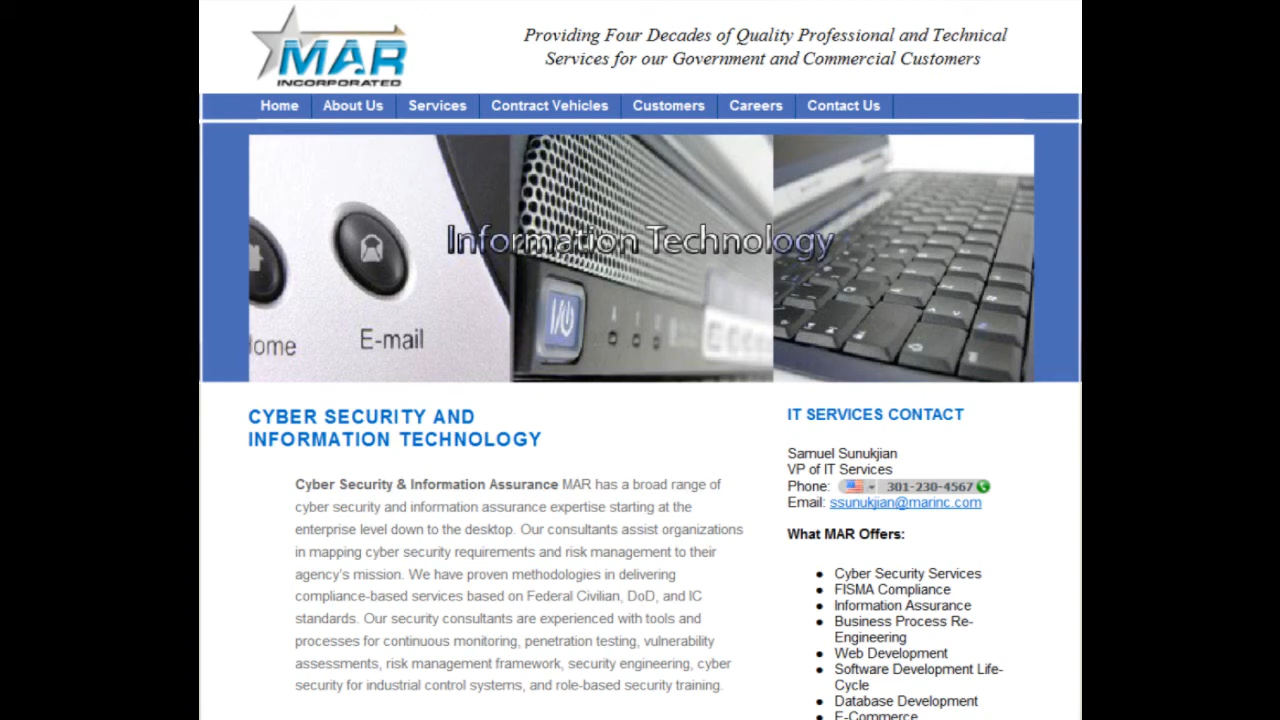 MAR
INCORPORATED
Providing Four Decades of Quality Professional and Technical
Services for our Government and Commercial Customers
Home About Us Services Contract Vehicles Customers Careers Contact Us
Information Technology
E-mail
ome
CYBER SECURITY AND
INFORMATION TECHNOLOGY
Cyber Security & Information Assurance MAR has a broad range of
cyber security and information assurance expertise starting at the
enterprise level down to the desktop. Our consultants assist organizations
in mapping cyber security requirements and risk management to their
agency's mission. We have proven methodologies in delivering
compliance-based services based on Federal Civilian, DoD, and IC
standards. Our security consultants are experienced with tools and
processes for continuous monitoring, penetration testing, vulnerability
assessments, risk management framework, security engineering, cyber
security for industrial control systems, and role-based security training.
IT SERVICES CONTACT
Samuel Sunukjian
VP of IT Services
Phone: 301-230-4567
Email: ssunukjian@marinc.com
What MAR Offers:
● Cyber Security Services
● FISMA Compliance
● Information Assurance
● Business Process Re-
Engineering
● Web Development
● Software Development Life-
Cycle
● Database Development
● E-Commerce